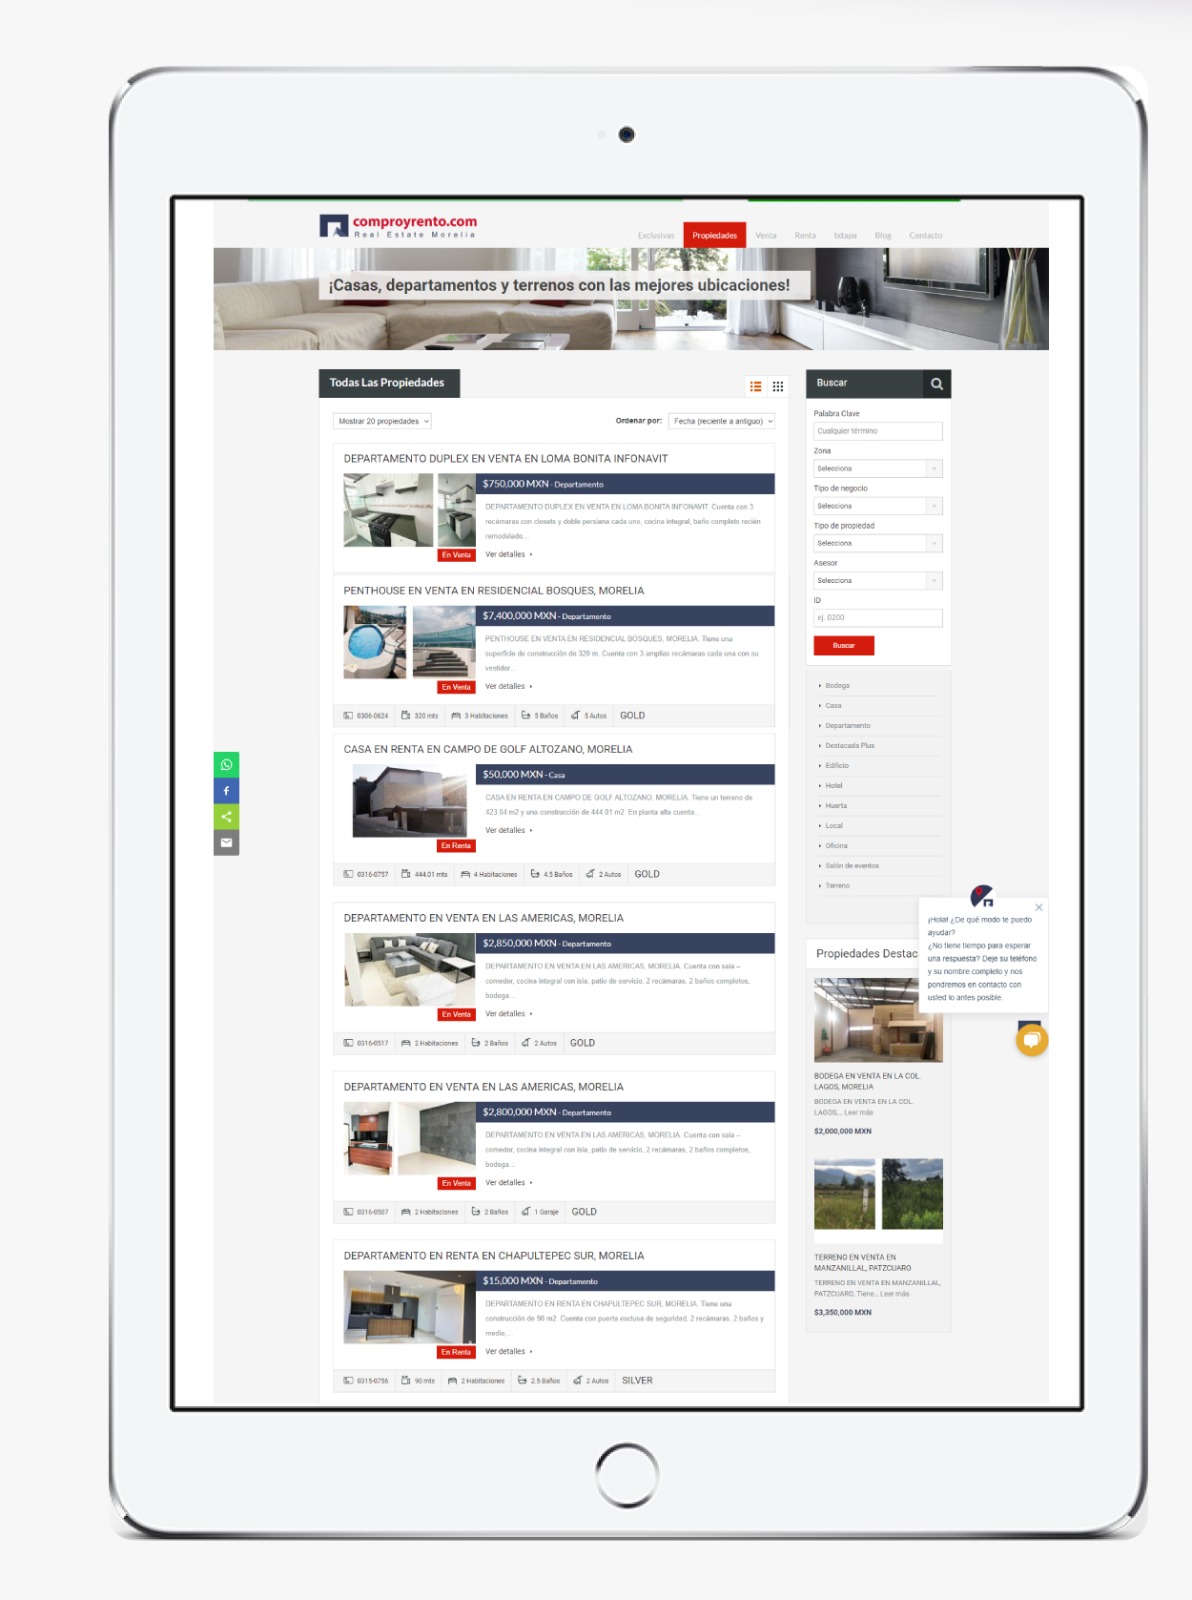 comproyrento.com
Real Estate Morelia
Exclusivas Propiedades Venta Renta Ixtapa Blog Contacto
¡Casas, departamentos y terrenos con las mejores ubicaciones!
Todas Las Propiedades
Mostrar 20 propiedades
Ordenar por: Fecha (reciente a antiguo)
DEPARTAMENTO DUPLEX EN VENTA EN LOMA BONITA INFONAVIT
$750,000 MXN - Departamento
DEPARTAMENTO DUPLEX EN VENTA EN LOMA BONITA INFONAVIT. Cuenta con 3
recámaras con closets y doble persiana cada uno, cocina integral, baño completo recién
remodelado...
En Venta
Ver detalles
PENTHOUSE EN VENTA EN RESIDENCIAL BOSQUES, MORELIA
$7,400,000 MXN - Departamento
PENTHOUSE EN VENTA EN RESIDENCIAL BOSQUES, MORELIA. Tiene una
superficie de construcción de 320 m. Cuenta con 3 amplias recámaras cada una con su
vestidor...
En Venta
Ver detalles
0306-0624 320 mts 3 Habitaciones 5 Baños 5 Autos GOLD
CASA EN RENTA EN CAMPO DE GOLF ALTOZANO, MORELIA
$50,000 MXN - Casa
CASA EN RENTA EN CAMPO DE GOLF ALTOZANO, MORELIA. Tiene un terreno de
423.04 m2 y una construcción de 444.01 m2. En planta alta cuenta...
Ver detalles
En Renta
0316-0757 444.01 mts 4 Habitaciones 4.5 Baños 2 Autos GOLD
DEPARTAMENTO EN VENTA EN LAS AMERICAS, MORELIA
$2,850,000 MXN - Departamento
DEPARTAMENTO EN VENTA EN LAS AMERICAS, MORELIA. Cuenta con sala –
comedor, cocina integral con isla, patio de servicio, 2 recámaras, 2 baños completos,
bodega...
En Venta
Ver detalles
0316-0517 2 Habitaciones 2 Baños 2 Autos GOLD
DEPARTAMENTO EN VENTA EN LAS AMERICAS, MORELIA
$2,800,000 MXN - Departamento
DEPARTAMENTO EN VENTA EN LAS AMERICAS, MORELIA. Cuenta con sala –
comedor, cocina integral con isla, patio de servicio, 2 recámaras, 2 baños completos,
bodega...
En Venta
Ver detalles
0316-0507 2 Habitaciones 2 Baños 1 Garaje GOLD
DEPARTAMENTO EN RENTA EN CHAPULTEPEC SUR, MORELIA
$15,000 MXN - Departamento
DEPARTAMENTO EN RENTA EN CHAPULTEPEC SUR, MORELIA. Tiene una
construcción de 90 m2. Cuenta con puerta esclusa de seguridad, 2 recámaras, 2 baños y
medio,...
En Renta
Ver detalles
0315-0756 90 mts 2 Habitaciones 2.5 Baños 2 Autos SILVER
Buscar
Palabra Clave
Cualquier término
Zona
Selecciona
Tipo de negocio
Selecciona
Tipo de propiedad
Selecciona
Asesor
Selecciona
ID
ej. 0200
Buscar
Bodega
Casa
Departamento
Destacada Plus
Edificio
Hotel
Huerta
Local
Oficina
Salón de eventos
Terreno
¡Hola! ¿De qué modo te puedo
ayudar?
¿No tiene tiempo para esperar
una respuesta? Deje su teléfono
y su nombre completo y nos
pondremos en contacto con
usted lo antes posible.
Propiedades Destac
BODEGA EN VENTA EN LA COL.
LAGOS, MORELIA
BODEGA EN VENTA EN LA COL.
LAGOS,... Leer más
$2,000,000 MXN
TERRENO EN VENTA EN
MANZANILLAL, PATZCUARO
TERRENO EN VENTA EN MANZANILLAL,
PATZCUARO. Tiene... Leer más
$3,350,000 MXN